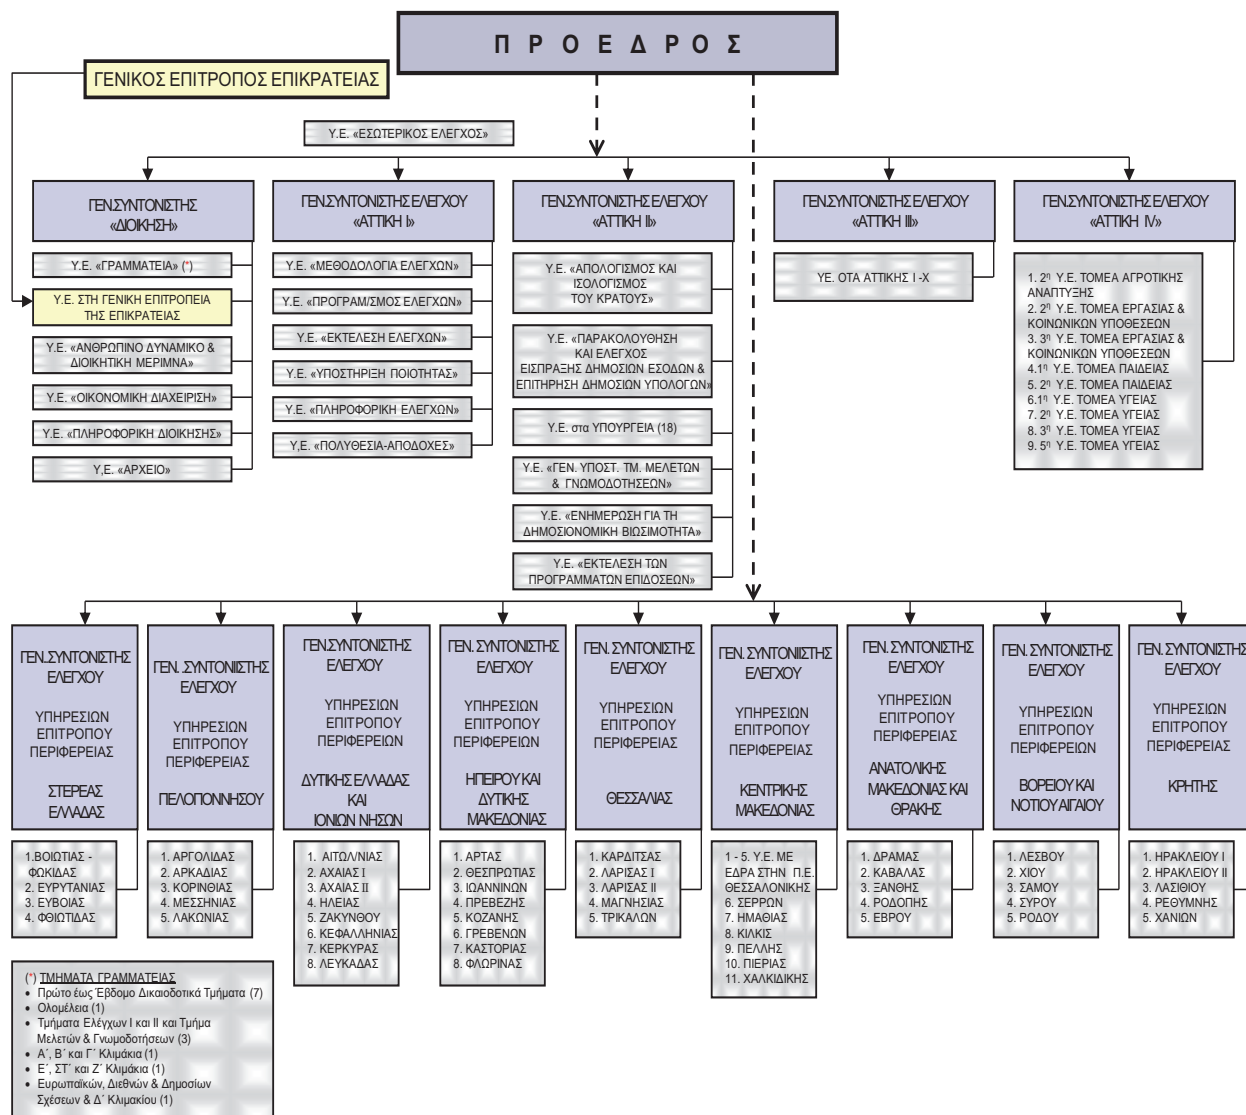 Π Ρ Ο Ε Δ Ρ Ο Σ
ΓΕΝΙΚΟΣ ΕΠΙΤΡΟΠΟΣ ΕΠΙΚΡΑΤΕΙΑΣ
Υ.Ε. «ΕΣΩΤΕΡΙΚΟΣ ΕΛΕΓΧΟΣ»
ΓΕΝ.ΣΥΝΤΟΝΙΣΤΗΣ
«ΔΙΟΙΚΗΣΗ»
Υ.Ε. «ΓΡΑΜΜΑΤΕΙΑ» (*)
Υ.Ε. ΣΤΗ ΓΕΝΙΚΗ ΕΠΙΤΡΟΠΕΙΑ
ΤΗΣ ΕΠΙΚΡΑΤΕΙΑΣ
Υ.Ε. «ΑΝΘΡΩΠΙΝΟ ΔΥΝΑΜΙΚΟ &
ΔΙΟΙΚΗΤΙΚΗ ΜΕΡΙΜΝΑ»
Υ.Ε. «ΟΙΚΟΝΟΜΙΚΗ ΔΙΑΧΕΙΡΙΣΗ»
Υ.Ε. «ΠΛΗΡΟΦΟΡΙΚΗ ΔΙΟΙΚΗΣΗΣ»
Υ,Ε. «ΑΡΧΕΙΟ»
ΓΕΝ.ΣΥΝΤΟΝΙΣΤΗΣ ΕΛΕΓΧΟΥ
«ΑΤΤΙΚΗ Ι»
Υ.Ε. «ΜΕΘΟΔΟΛΟΓΙΑ ΕΛΕΓΧΩΝ»
Υ.Ε. «ΠΡΟΓΡΑΜ/ΣΜΟΣ ΕΛΕΓΧΩΝ»
Υ.Ε. «ΕΚΤΕΛΕΣΗ ΕΛΕΓΧΩΝ»
Υ.Ε. «ΥΠΟΣΤΗΡΙΞΗ ΠΟΙΟΤΗΤΑΣ»
Υ.Ε. «ΠΛΗΡΟΦΟΡΙΚΗ ΕΛΕΓΧΩΝ»
Υ,Ε. «ΠΟΛΥΘΕΣΙΑ-ΑΠΟΔΟΧΕΣ»
ΓΕΝ.ΣΥΝΤΟΝΙΣΤΗΣ ΕΛΕΓΧΟΥ
«ΑΤΤΙΚΗ ΙΙ»
Υ.Ε. «ΑΠΟΛΟΓΙΣΜΟΣ ΚΑΙ
ΙΣΟΛΟΓΙΣΜΟΣ
ΤΟΥ ΚΡΑΤΟΥΣ»
Υ.Ε. «ΠΑΡΑΚΟΛΟΥΘΗΣΗ
ΚΑΙ ΕΛΕΓΧΟΣ
ΕΙΣΠΡΑΞΗΣ ΔΗΜΟΣΙΩΝ ΕΣΟΔΩΝ &
ΕΠΙΤΗΡΗΣΗ ΔΗΜΟΣΙΩΝ ΥΠΟΛΟΓΩΝ»
Υ.Ε. στα ΥΠΟΥΡΓΕΙΑ (18)
Υ.Ε. «ΓΕΝ. ΥΠΟΣΤ. ΤΜ. ΜΕΛΕΤΩΝ
& ΓΝΩΜΟΔΟΤΗΣΕΩΝ»
Υ.Ε. «ΕΝΗΜΕΡΩΣΗ ΓΙΑ ΤΗ
ΔΗΜΟΣΙΟΝΟΜΙΚΗ ΒΙΩΣΙΜΟΤΗΤΑ»
Υ.Ε. «ΕΚΤΕΛΕΣΗ ΤΩΝ
ΠΡΟΓΡΑΜΜΑΤΩΝ ΕΠΙΔΟΣΕΩΝ»
ΓΕΝ.ΣΥΝΤΟΝΙΣΤΗΣ ΕΛΕΓΧΟΥ
«ΑΤΤΙΚΗ ΙΙΙ»
ΥΕ. ΟΤΑ ΑΤΤΙΚΗΣ Ι -Χ
ΓΕΝ.ΣΥΝΤΟΝΙΣΤΗΣ ΕΛΕΓΧΟΥ
«ΑΤΤΙΚΗ IV»
1. 2η Υ.Ε. ΤΟΜΕΑ ΑΓΡΟΤΙΚΗΣ
ΑΝΑΠΤΥΞΗΣ
2. 2η Υ.Ε. ΤΟΜΕΑ ΕΡΓΑΣΙΑΣ &
ΚΟΙΝΩΝΙΚΩΝ ΥΠΟΘΕΣΕΩΝ
3. 3η Υ.Ε. ΤΟΜΕΑ ΕΡΓΑΣΙΑΣ &
ΚΟΙΝΩΝΙΚΩΝ ΥΠΟΘΕΣΕΩΝ
4.1η Υ.Ε. ΤΟΜΕΑ ΠΑΙΔΕΙΑΣ
5. 2η Υ.Ε. ΤΟΜΕΑ ΠΑΙΔΕΙΑΣ
6.1η Υ.Ε. ΤΟΜΕΑ ΥΓΕΙΑΣ
7. 2η Υ.Ε. ΤΟΜΕΑ ΥΓΕΙΑΣ
8. 3η Υ.Ε. ΤΟΜΕΑ ΥΓΕΙΑΣ
9. 5η Υ.Ε. ΤΟΜΕΑ ΥΓΕΙΑΣ
ΓΕΝ.ΣΥΝΤΟΝΙΣΤΗΣ
ΕΛΕΓΧΟΥ
ΥΠΗΡΕΣΙΩΝ
ΕΠΙΤΡΟΠΟΥ
ΠΕΡΙΦΕΡΕΙΑΣ
ΣΤΕΡΕΑΣ
ΕΛΛΑΔΑΣ
1.ΒΟΙΩΤΙΑΣ -
ΦΩΚΙΔΑΣ
2. ΕΥΡΥΤΑΝΙΑΣ
3. ΕΥΒΟΙΑΣ
4. ΦΘΙΩΤΙΔΑΣ
ΓΕΝ. ΣΥΝΤΟΝΙΙΣΤΗΣ
ΕΛΕΓΧΟΥ
ΥΠΗΡΕΣΙΩΝ
ΕΠΙΤΡΟΠΟΥ
ΠΕΡΙΦΕΡΕΙΑΣ
ΠΕΛΟΠΟΝΝΗΣΟΥ
1. ΑΡΓΟΛΙΔΑΣ
2. ΑΡΚΑΔΙΑΣ
3. ΚΟΡΙΝΘΙΑΣ
4. ΜΕΣΣΗΝΙΑΣ
5. ΛΑΚΩΝΙΑΣ
ΓΕΝ.ΣΥΝΤΟΝΙΙΣΤΗΣ
ΕΛΕΓΧΟΥ
ΥΠΗΡΕΣΙΩΝ
ΕΠΙΤΡΟΠΟΥ
ΠΕΡΙΦΕΡΕΙΩΝ
ΔΥΤΙΚΗΣ ΕΛΛΑΔΑΣ
ΚΑΙ
ΙΟΝΙΩΝ ΝΗΣΩΝ
1. ΑΙΤΩΛ/ΝΙΑΣ
2. ΑΧΑΙΑΣ Ι
3. ΑΧΑΙΑΣ ΙΙ
4. ΗΛΕΙΑΣ
5. ΖΑΚΥΝΘΟΥ
6. ΚΕΦΑΛΛΗΝΙΑΣ
7. ΚΕΡΚΥΡΑΣ
8. ΛΕΥΚΑΔΑΣ
ΓΕΝ. ΣΥΝΤΟΝΙΣΤΗΣ
ΕΛΕΓΧΟΥ
ΥΠΗΡΕΣΙΩΝ
ΕΠΙΤΡΟΠΟΥ
ΠΕΡΙΦΕΡΕΙΩΝ
ΗΠΕΙΡΟΥ ΚΑΙ
ΔΥΤΙΚΗΣ
ΜΑΚΕΔΟΝΙΑΣ
1. ΑΡΤΑΣ
2. ΘΕΣΠΡΩΤΙΑΣ
3. ΙΩΑΝΝΙΝΩΝ
4. ΠΡΕΒΕΖΗΣ
5. ΚΟΖΑΝΗΣ
6. ΓΡΕΒΕΝΩΝ
7. ΚΑΣΤΟΡΙΑΣ
8. ΦΛΩΡΙΝΑΣ
ΓΕΝ. ΣΥΝΤΟΝΙΣΤΗΣ
ΕΛΕΓΧΟΥ
ΥΠΗΡΕΣΙΩΝ
ΕΠΙΤΡΟΠΟΥ
ΠΕΡΙΦΕΡΕΙΑΣ
ΘΕΣΣΑΛΙΑΣ
1. ΚΑΡΔΙΤΣΑΣ
2. ΛΑΡΙΣΑΣ Ι
3. ΛΑΡΙΣΑΣ ΙΙ
4. ΜΑΓΝΗΣΙΑΣ
5. ΤΡΙΚΑΛΩΝ
ΓΕΝ. ΣΥΝΤΟΝΙΙΣΤΗΣ
ΕΛΕΓΧΟΥ
ΥΠΗΡΕΣΙΩΝ
ΕΠΙΤΡΟΠΟΥ
ΠΕΡΙΦΕΡΕΙΑΣ
ΚΕΝΤΡΙΚΗΣ
ΜΑΚΕΔΟΝΙΑΣ
1 - 5. Υ.Ε. ΜΕ
ΕΔΡΑ ΣΤΗΝ Π.Ε.
ΘΕΣΣΑΛΟΝΙΚΗΣ
6. ΣΕΡΡΩΝ
7. ΗΜΑΘΙΑΣ
8. ΚΙΛΚΙΣ
9. ΠΕΛΛΗΣ
10. ΠΙΕΡΙΑΣ
11. ΧΑΛΚΙΔΙΚΗΣ
ΓΕΝ. ΣΥΝΤΟΝΙΣΤΗΣ
ΕΛΕΓΧΟΥ
ΥΠΗΡΕΣΙΩΝ
ΕΠΙΤΡΟΠΟΥ
ΠΕΡΙΦΕΡΕΙΑΣ
ΑΝΑΤΟΛΙΚΗΣ
ΜΑΚΕΔΟΝΙΑΣ ΚΑΙ
ΘΡΑΚΗΣ
1. ΔΡΑΜΑΣ
2. ΚΑΒΑΛΑΣ
3. ΞΑΝΘΗΣ
4. ΡΟΔΟΠΗΣ
5. ΕΒΡΟΥ
ΓΕΝ. ΣΥΝΤΟΝΙΣΤΗΣ
ΕΛΕΓΧΟΥ
ΥΠΗΡΕΣΙΩΝ
ΕΠΙΤΡΟΠΟΥ
ΠΕΡΙΦΕΡΕΙΩΝ
ΒΟΡΕΙΟΥ ΚΑΙ
ΝΟΤΙΟΥ ΑΙΓΑΙΟΥ
1. ΛΕΣΒΟΥ
2. ΧΙΟΥ
3. ΣΑΜΟΥ
4. ΣΥΡΟΥ
5. ΡΟΔΟΥ
ΓΕΝ. ΣΥΝΤΟΝΙΣΤΗΣ
ΕΛΕΓΧΟΥ
ΥΠΗΡΕΣΙΩΝ
ΕΠΙΤΡΟΠΟΥ
ΠΕΡΙΦΕΡΕΙΑΣ
ΚΡΗΤΗΣ
1. ΗΡΑΚΛΕΙΟΥ Ι
2. ΗΡΑΚΛΕΙΟΥ ΙΙ
3. ΛΑΣΙΘΙΟΥ
4. ΡΕΘΥΜΝΗΣ
5. ΧΑΝΙΩΝ
(*) ΤΜΗΜΑΤΑ ΓΡΑΜΜΑΤΕΙΑΣ
• Πρώτο έως Έβδομο Δικαιοδοτικά Τμήματα (7)
• Ολομέλεια (1)
• Τμήματα Ελέγχων Ι και ΙΙ και Τμήμα
Μελετών & Γνωμοδοτήσεων (3)
• Α΄, Β΄ και Γ΄ Κλιμάκια (1)
• Ε΄, ΣΤ΄ και Ζ΄ Κλιμάκια (1)
• Ευρωπαϊκών, Διεθνών & Δημοσίων
Σχέσεων & Δ΄ Κλιμακίου (1)